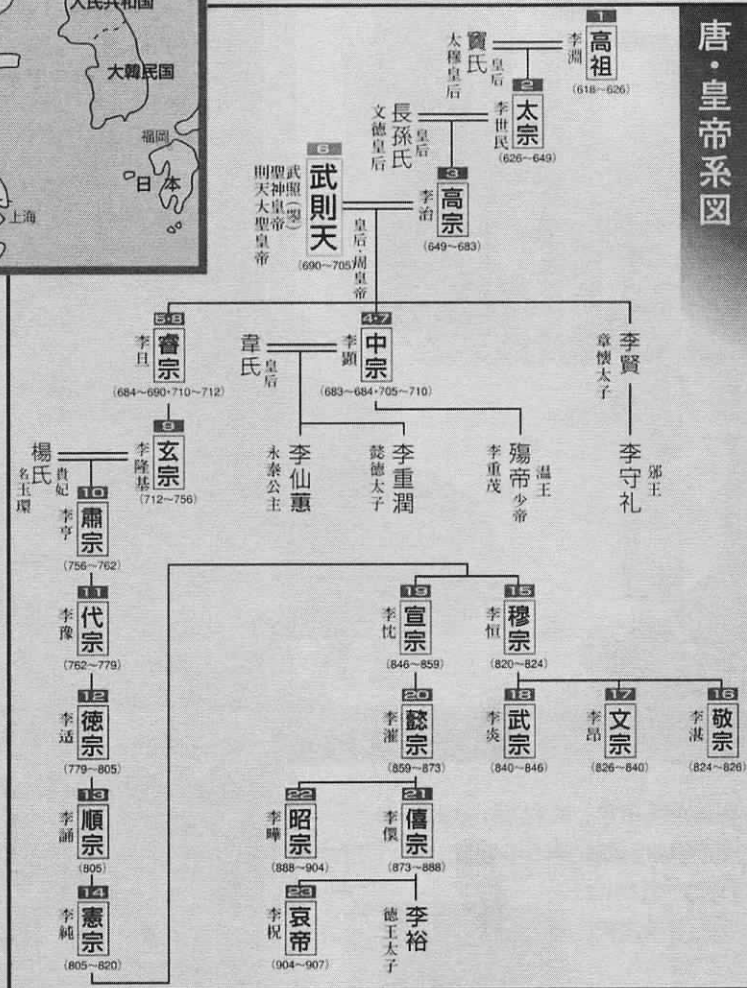 唐・皇帝系図
人民共和国
大韓民国
福岡
日本
上海
1
高祖
李淵
(618～626)
竇氏
皇后
太穆皇后
2
太宗
李世民
(626～649)
長孫氏
皇后
文徳皇后
3
高宗
李治
(649～683)
6
武則天
皇后・周皇帝
武照(曌)
聖神皇帝
則天大聖皇帝
(690～705)
李賢
章懐太子
4・7
中宗
李顕
(683～684・705～710)
韋氏
皇后
5・8
睿宗
李旦
(684～690・710～712)
邠王
李守礼
温王
殤帝 少帝
李重茂
李重潤
懿徳太子
李仙蕙
永泰公主
9
玄宗
李隆基
(712～756)
楊氏
貴妃
名玉環
10
粛宗
李亨
(756～762)
11
代宗
李豫
(762～779)
12
徳宗
李适
(779～805)
13
順宗
李誦
(805)
14
憲宗
李純
(805～820)
15
穆宗
李恒
(820～824)
19
宣宗
李忱
(846～859)
16
敬宗
李湛
(824～826)
17
文宗
李昂
(826～840)
18
武宗
李炎
(840～846)
20
懿宗
李漼
(859～873)
21
僖宗
李儇
(873～888)
22
昭宗
李曄
(888～904)
李裕
徳王太子
23
哀帝
李柷
(904～907)